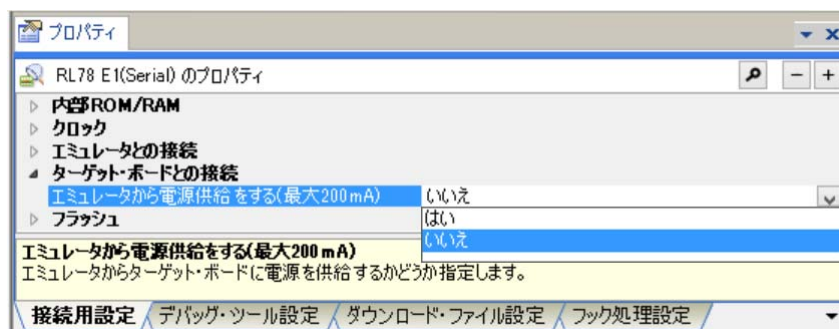 プロパティ
RL78 E1(Serial) のプロパティ
内部ROM/RAM
クロック
エミュレータとの接続
ターゲット・ボードとの接続
エミュレータから電源供給をする(最大200mA) いいえ
はい
フラッシュ
いいえ
エミュレータから電源供給をする(最大200mA)
エミュレータからターゲット・ボードに電源を供給するかどうか指定します。
接続用設定 デバッグ・ツール設定 ダウンロード・ファイル設定 フック処理設定